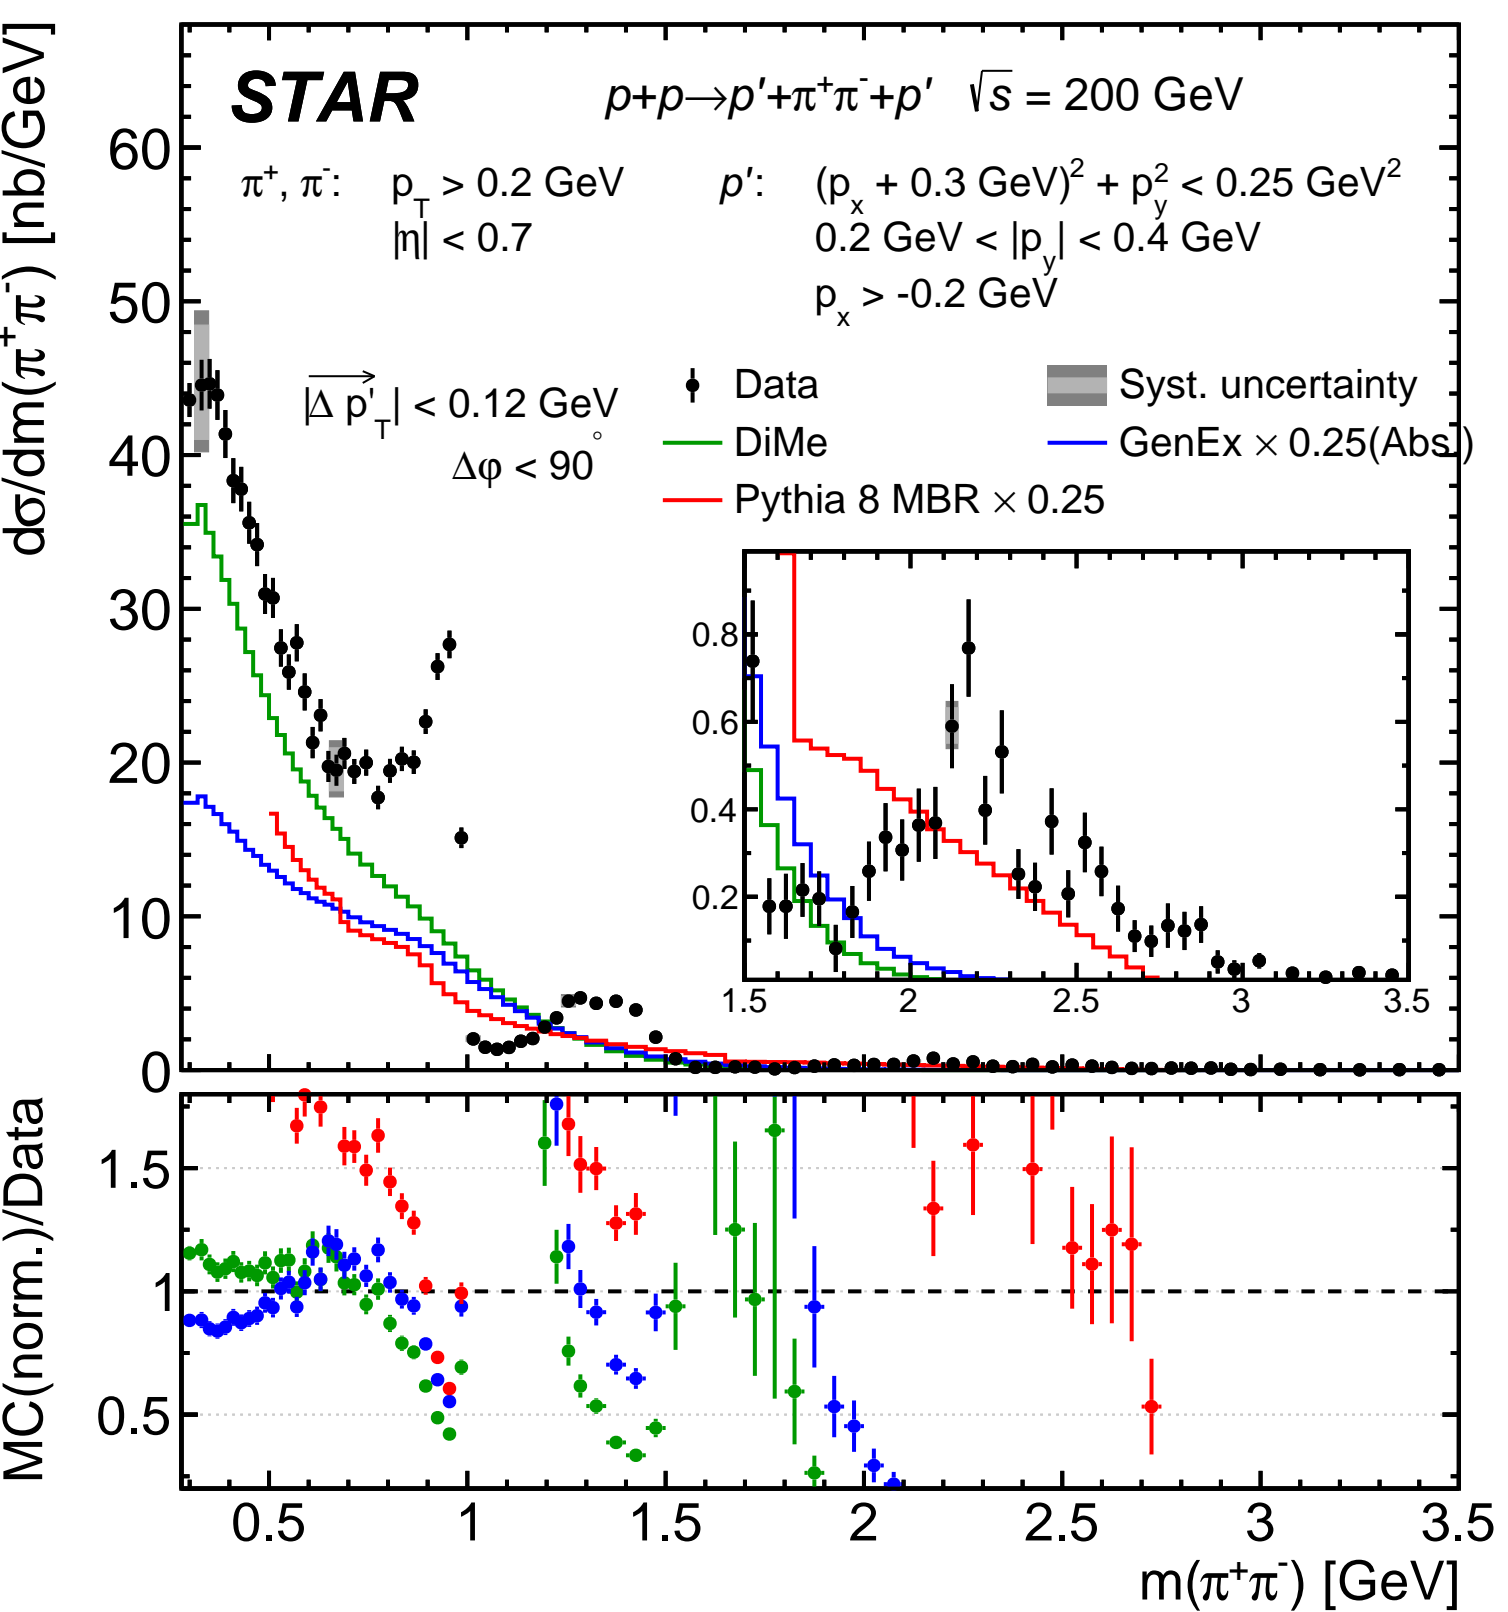 STAR
p+p→p′+π⁺π⁻+p′ √s = 200 GeV
π⁺, π⁻: p_T > 0.2 GeV
|η| < 0.7
p′: (p_x + 0.3 GeV)² + p_y² < 0.25 GeV²
0.2 GeV < |p_y| < 0.4 GeV
p_x > -0.2 GeV
|Δ p′_T| < 0.12 GeV
Δφ < 90°
Data
Syst. uncertainty
DiMe
GenEx × 0.25(Abs.)
Pythia 8 MBR × 0.25
dσ/dm(π⁺π⁻) [nb/GeV]
60
50
40
30
20
10
0
0.8
0.6
0.4
0.2
1.5 2 2.5 3 3.5
MC(norm.)/Data
1.5
1
0.5
0.5 1 1.5 2 2.5 3 3.5
m(π⁺π⁻) [GeV]